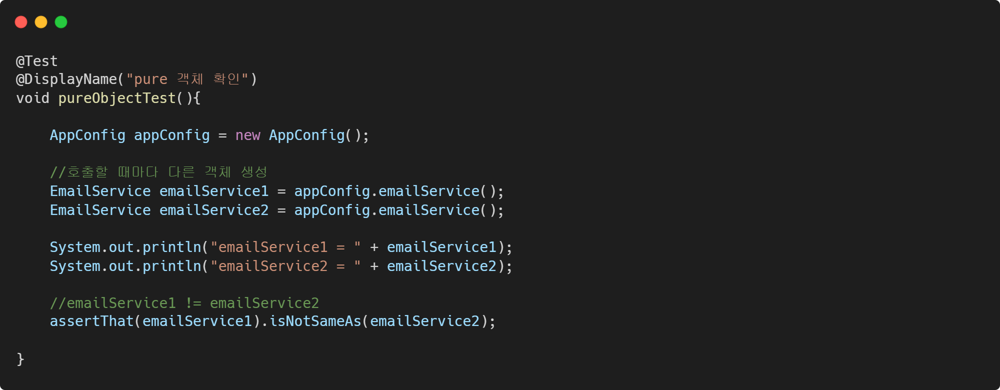 @Test
@DisplayName("pure 객체 확인")
void pureObjectTest(){
AppConfig appConfig = new AppConfig();
//호출할 때마다 다른 객체 생성
EmailService emailService1 = appConfig.emailService();
EmailService emailService2 = appConfig.emailService();
System.out.println("emailService1 = " + emailService1);
System.out.println("emailService2 = " + emailService2);
//emailService1 != emailService2
assertThat(emailService1).isNotSameAs(emailService2);
}